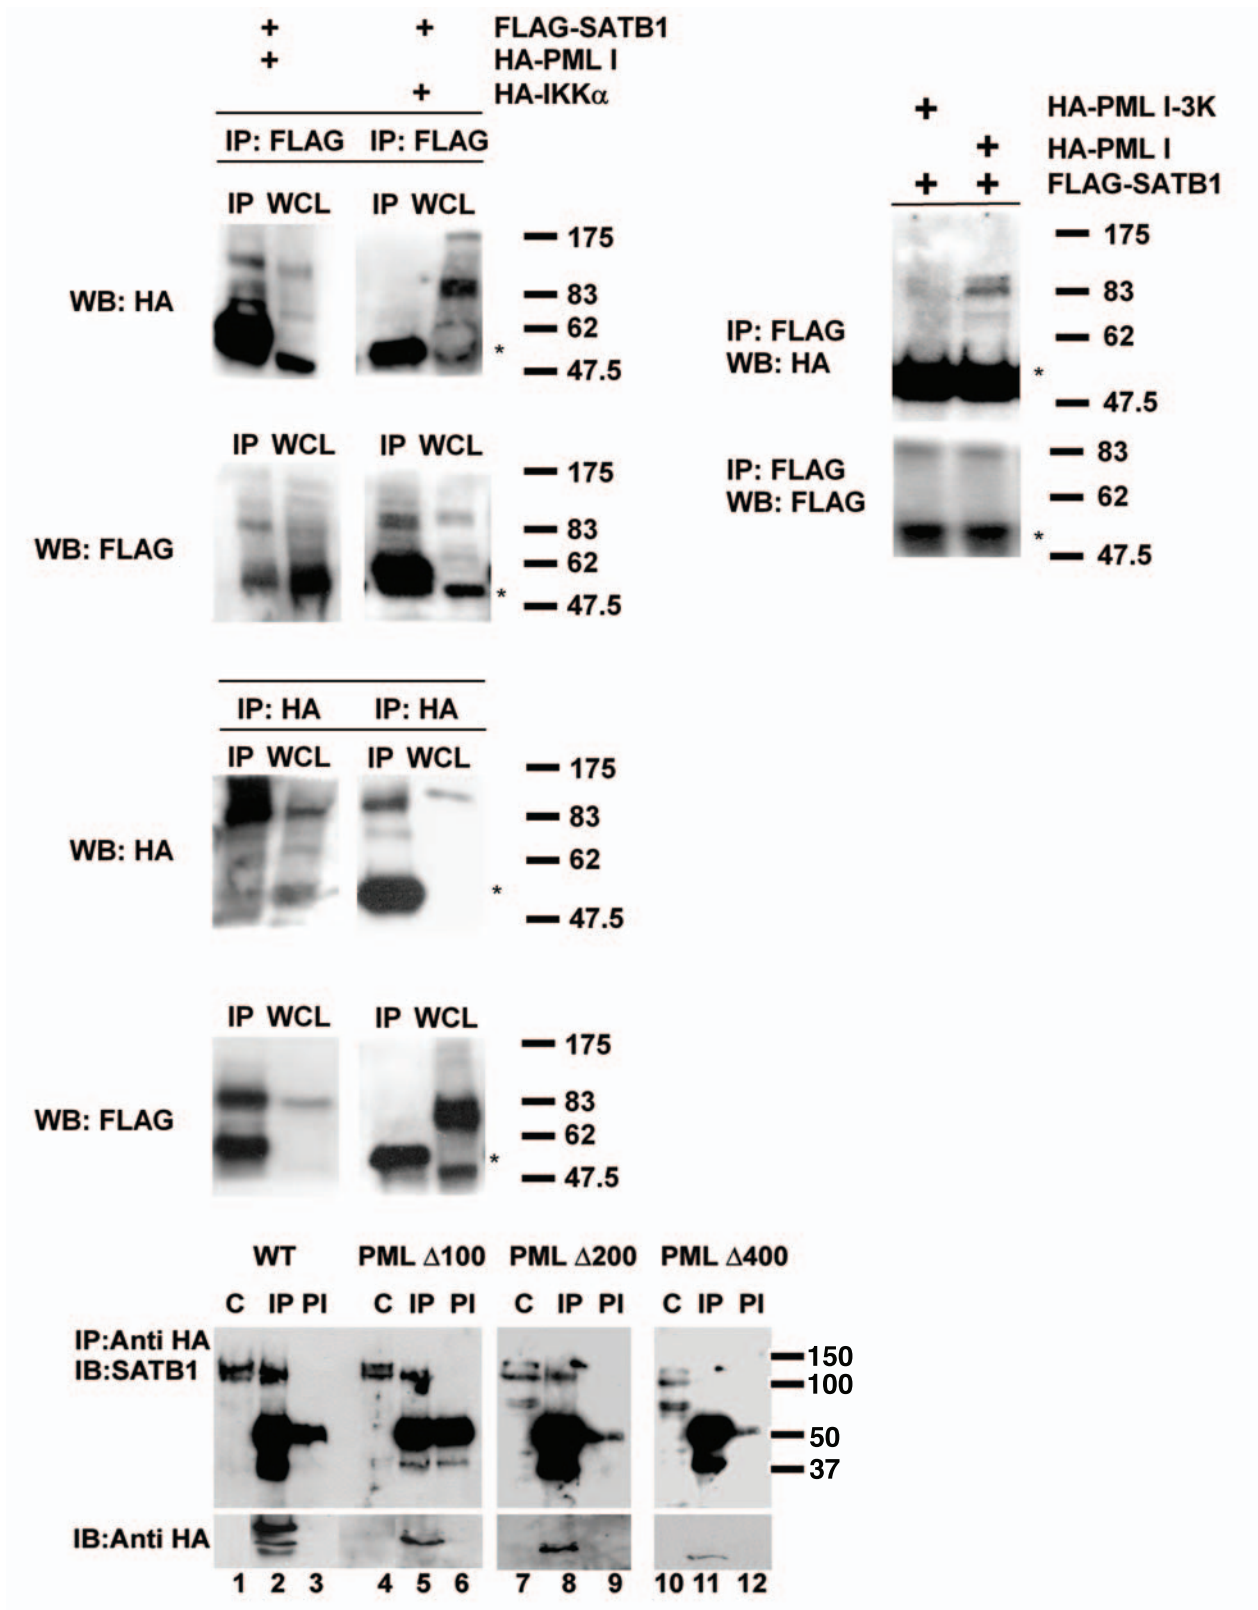 + + FLAG-SATB1
+ HA-PML I
+ HA-IKKα
IP: FLAG IP: FLAG
IP WCL IP WCL
175
WB: HA
83
62
*
47.5
IP WCL IP WCL
175
83
WB: FLAG
62
*
47.5
IP: HA IP: HA
IP WCL IP WCL
175
83
WB: HA
62
*
47.5
IP WCL IP WCL
175
83
WB: FLAG
62
*
47.5
+ HA-PML I-3K
+ HA-PML I
+ + FLAG-SATB1
175
83
IP: FLAG
62
WB: HA
*
47.5
83
IP: FLAG
62
WB: FLAG
*
47.5
WT PML Δ100 PML Δ200 PML Δ400
C IP PI C IP PI C IP PI C IP PI
IP:Anti HA
IB:SATB1
150
100
50
37
IB:Anti HA
1 2 3 4 5 6 7 8 9 10 11 12